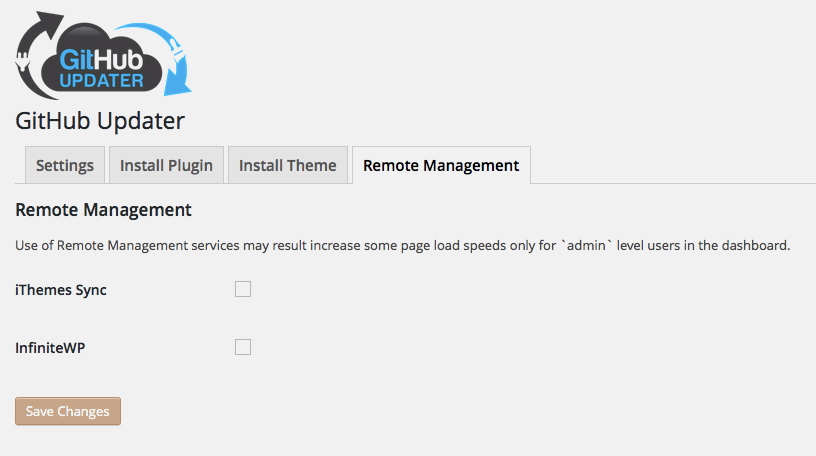 GitHub
UPDATER
GitHub Updater
Settings Install Plugin Install Theme Remote Management
Remote Management
Use of Remote Management services may result increase some page load speeds only for `admin` level users in the dashboard.
iThemes Sync
InfiniteWP
Save Changes